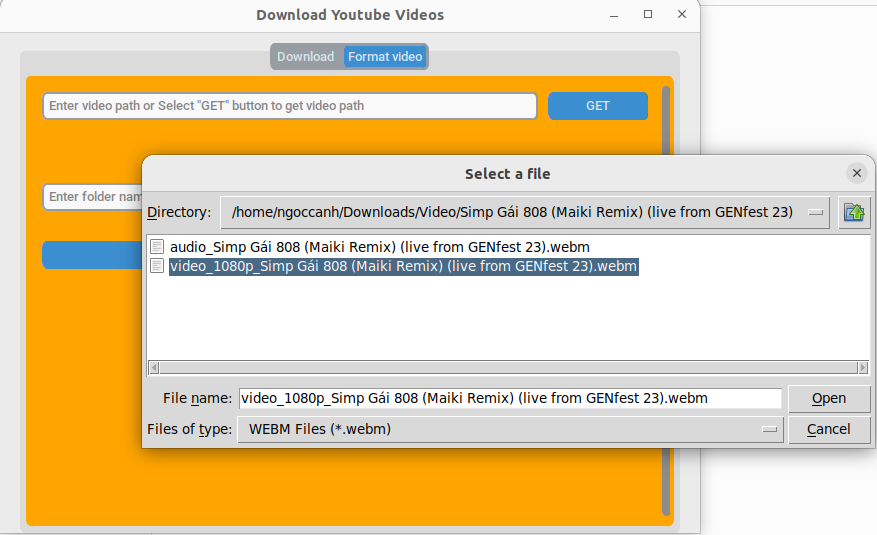 Download Youtube Videos
Download Format video
Enter video path or Select "GET" button to get video path GET
Select a file
Enter folder nam
Directory: /home/ngoccanh/Downloads/Video/Simp Gái 808 (Maiki Remix) (live from GENfest 23)
audio_Simp Gái 808 (Maiki Remix) (live from GENfest 23).webm
video_1080p_Simp Gái 808 (Maiki Remix) (live from GENfest 23).webm
File name: video_1080p_Simp Gái 808 (Maiki Remix) (live from GENfest 23).webm Open
Files of type: WEBM Files (*.webm) Cancel